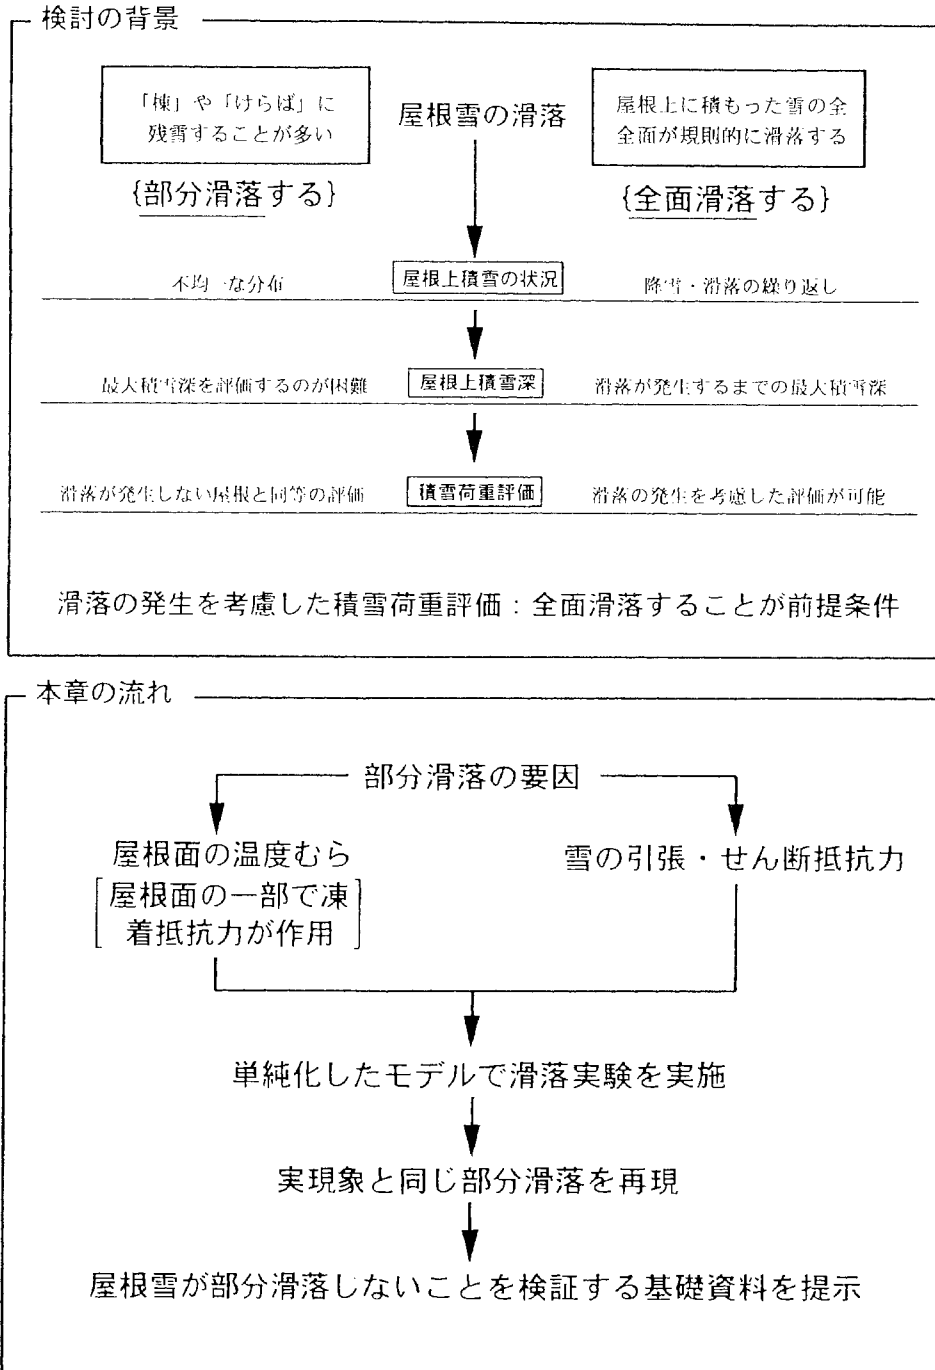 検討の背景
「棟」や「けらば」に
残雪することが多い
屋根雪の滑落
屋根上に積もった雪の全
全面が規則的に滑落する
{部分滑落する}
{全面滑落する}
不均一な分布
屋根上積雪の状況
降雪・滑落の繰り返し
最大積雪深を評価するのが困難
屋根上積雪深
滑落が発生するまでの最大積雪深
滑落が発生しない屋根と同等の評価
積雪荷重評価
滑落の発生を考慮した評価が可能
滑落の発生を考慮した積雪荷重評価：全面滑落することが前提条件
本章の流れ
部分滑落の要因
屋根面の温度むら
[屋根面の一部で凍
着抵抗力が作用]
雪の引張・せん断抵抗力
単純化したモデルで滑落実験を実施
実現象と同じ部分滑落を再現
屋根雪が部分滑落しないことを検証する基礎資料を提示